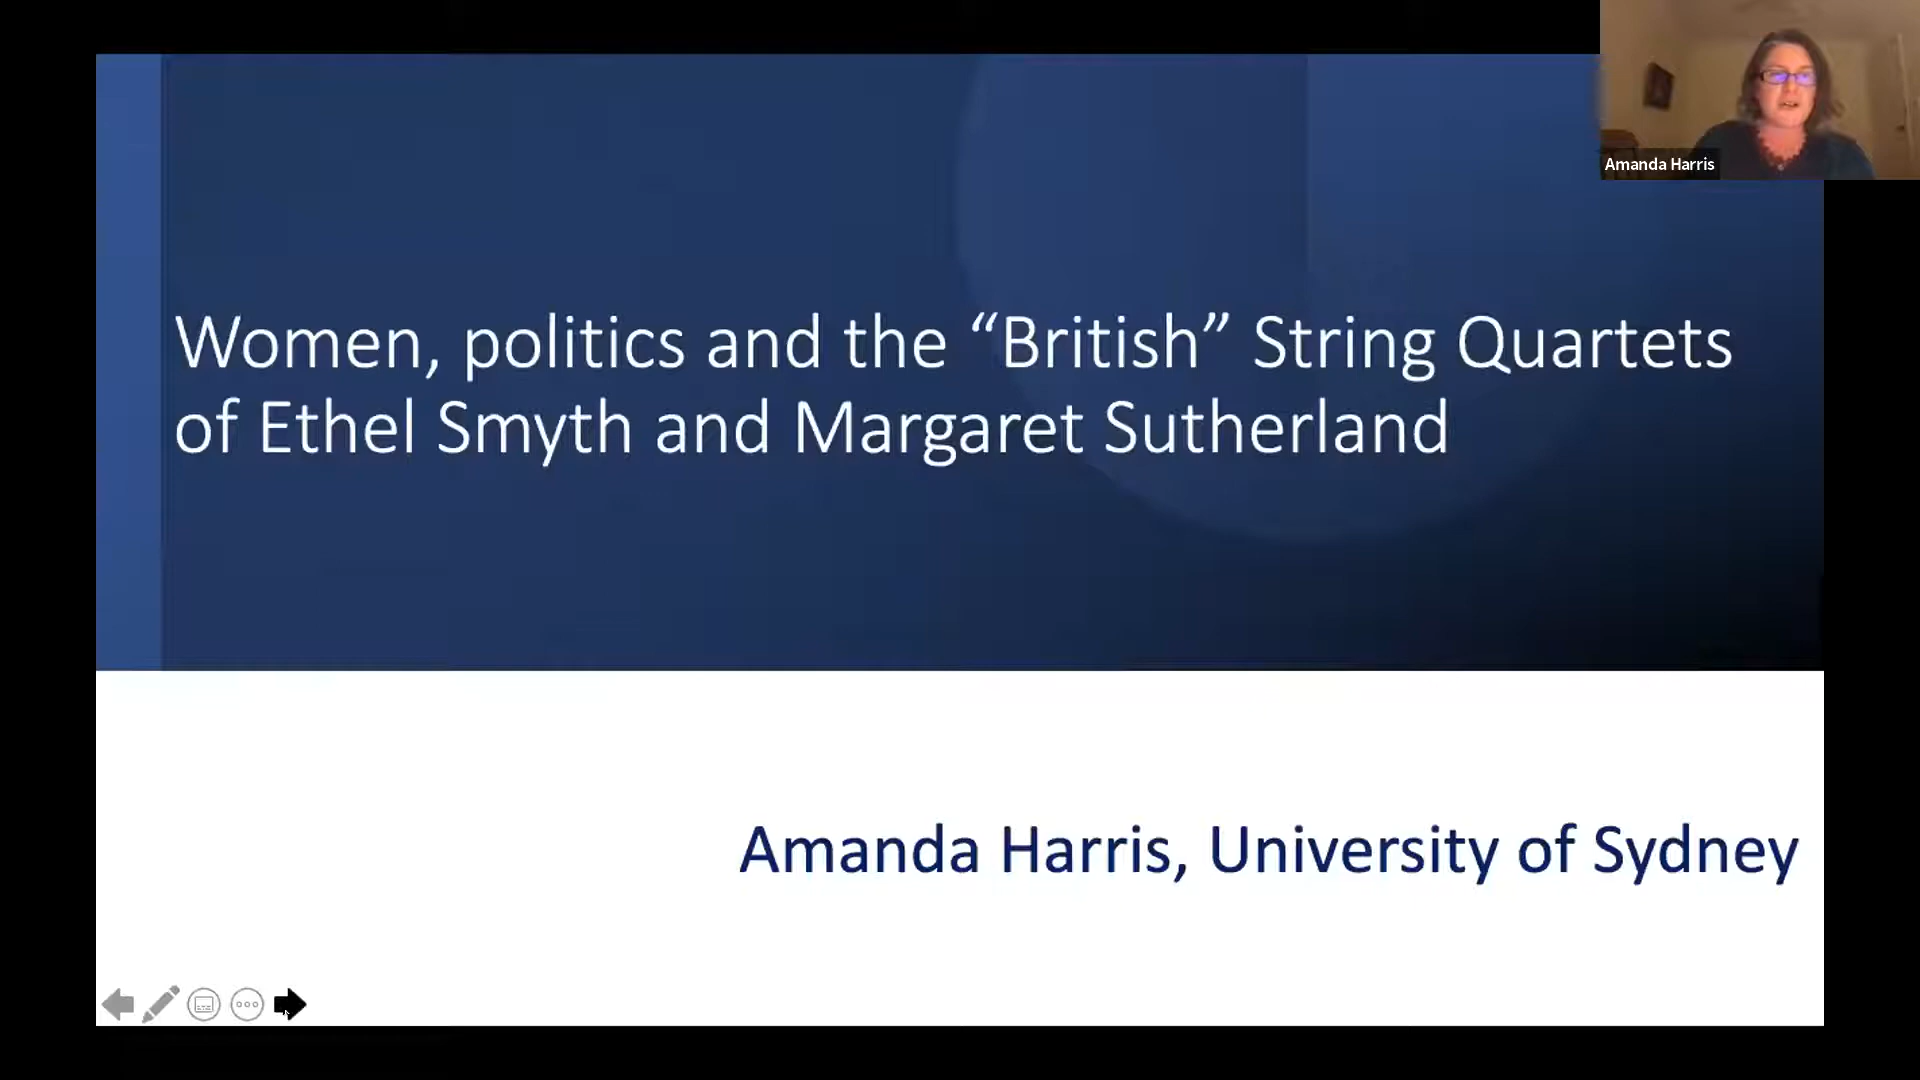 Amanda Harris
Women, politics and the “British” String Quartets
of Ethel Smyth and Margaret Sutherland
Amanda Harris, University of Sydney